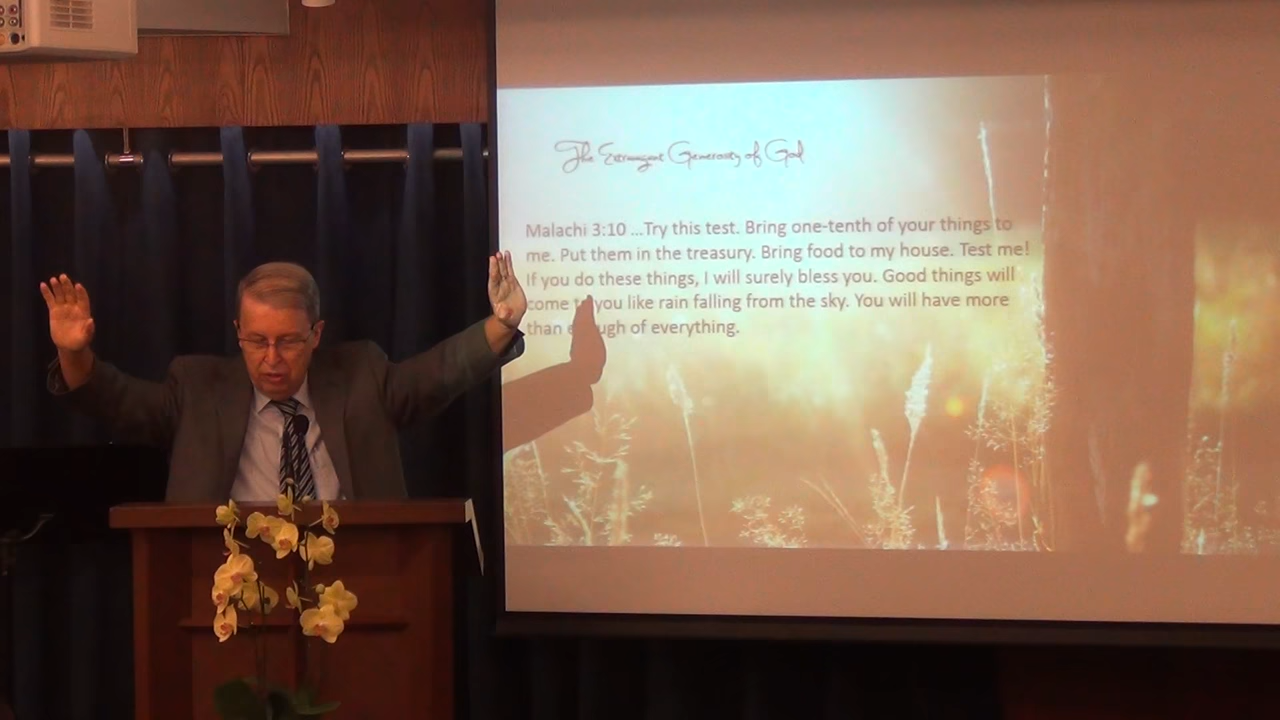 The Extravagant Generosity of God
Malachi 3:10 ...Try this test. Bring one-tenth of your things to
me. Put them in the treasury. Bring food to my house. Test me!
If you do these things, I will surely bless you. Good things will
come to you like rain falling from the sky. You will have more
than enough of everything.